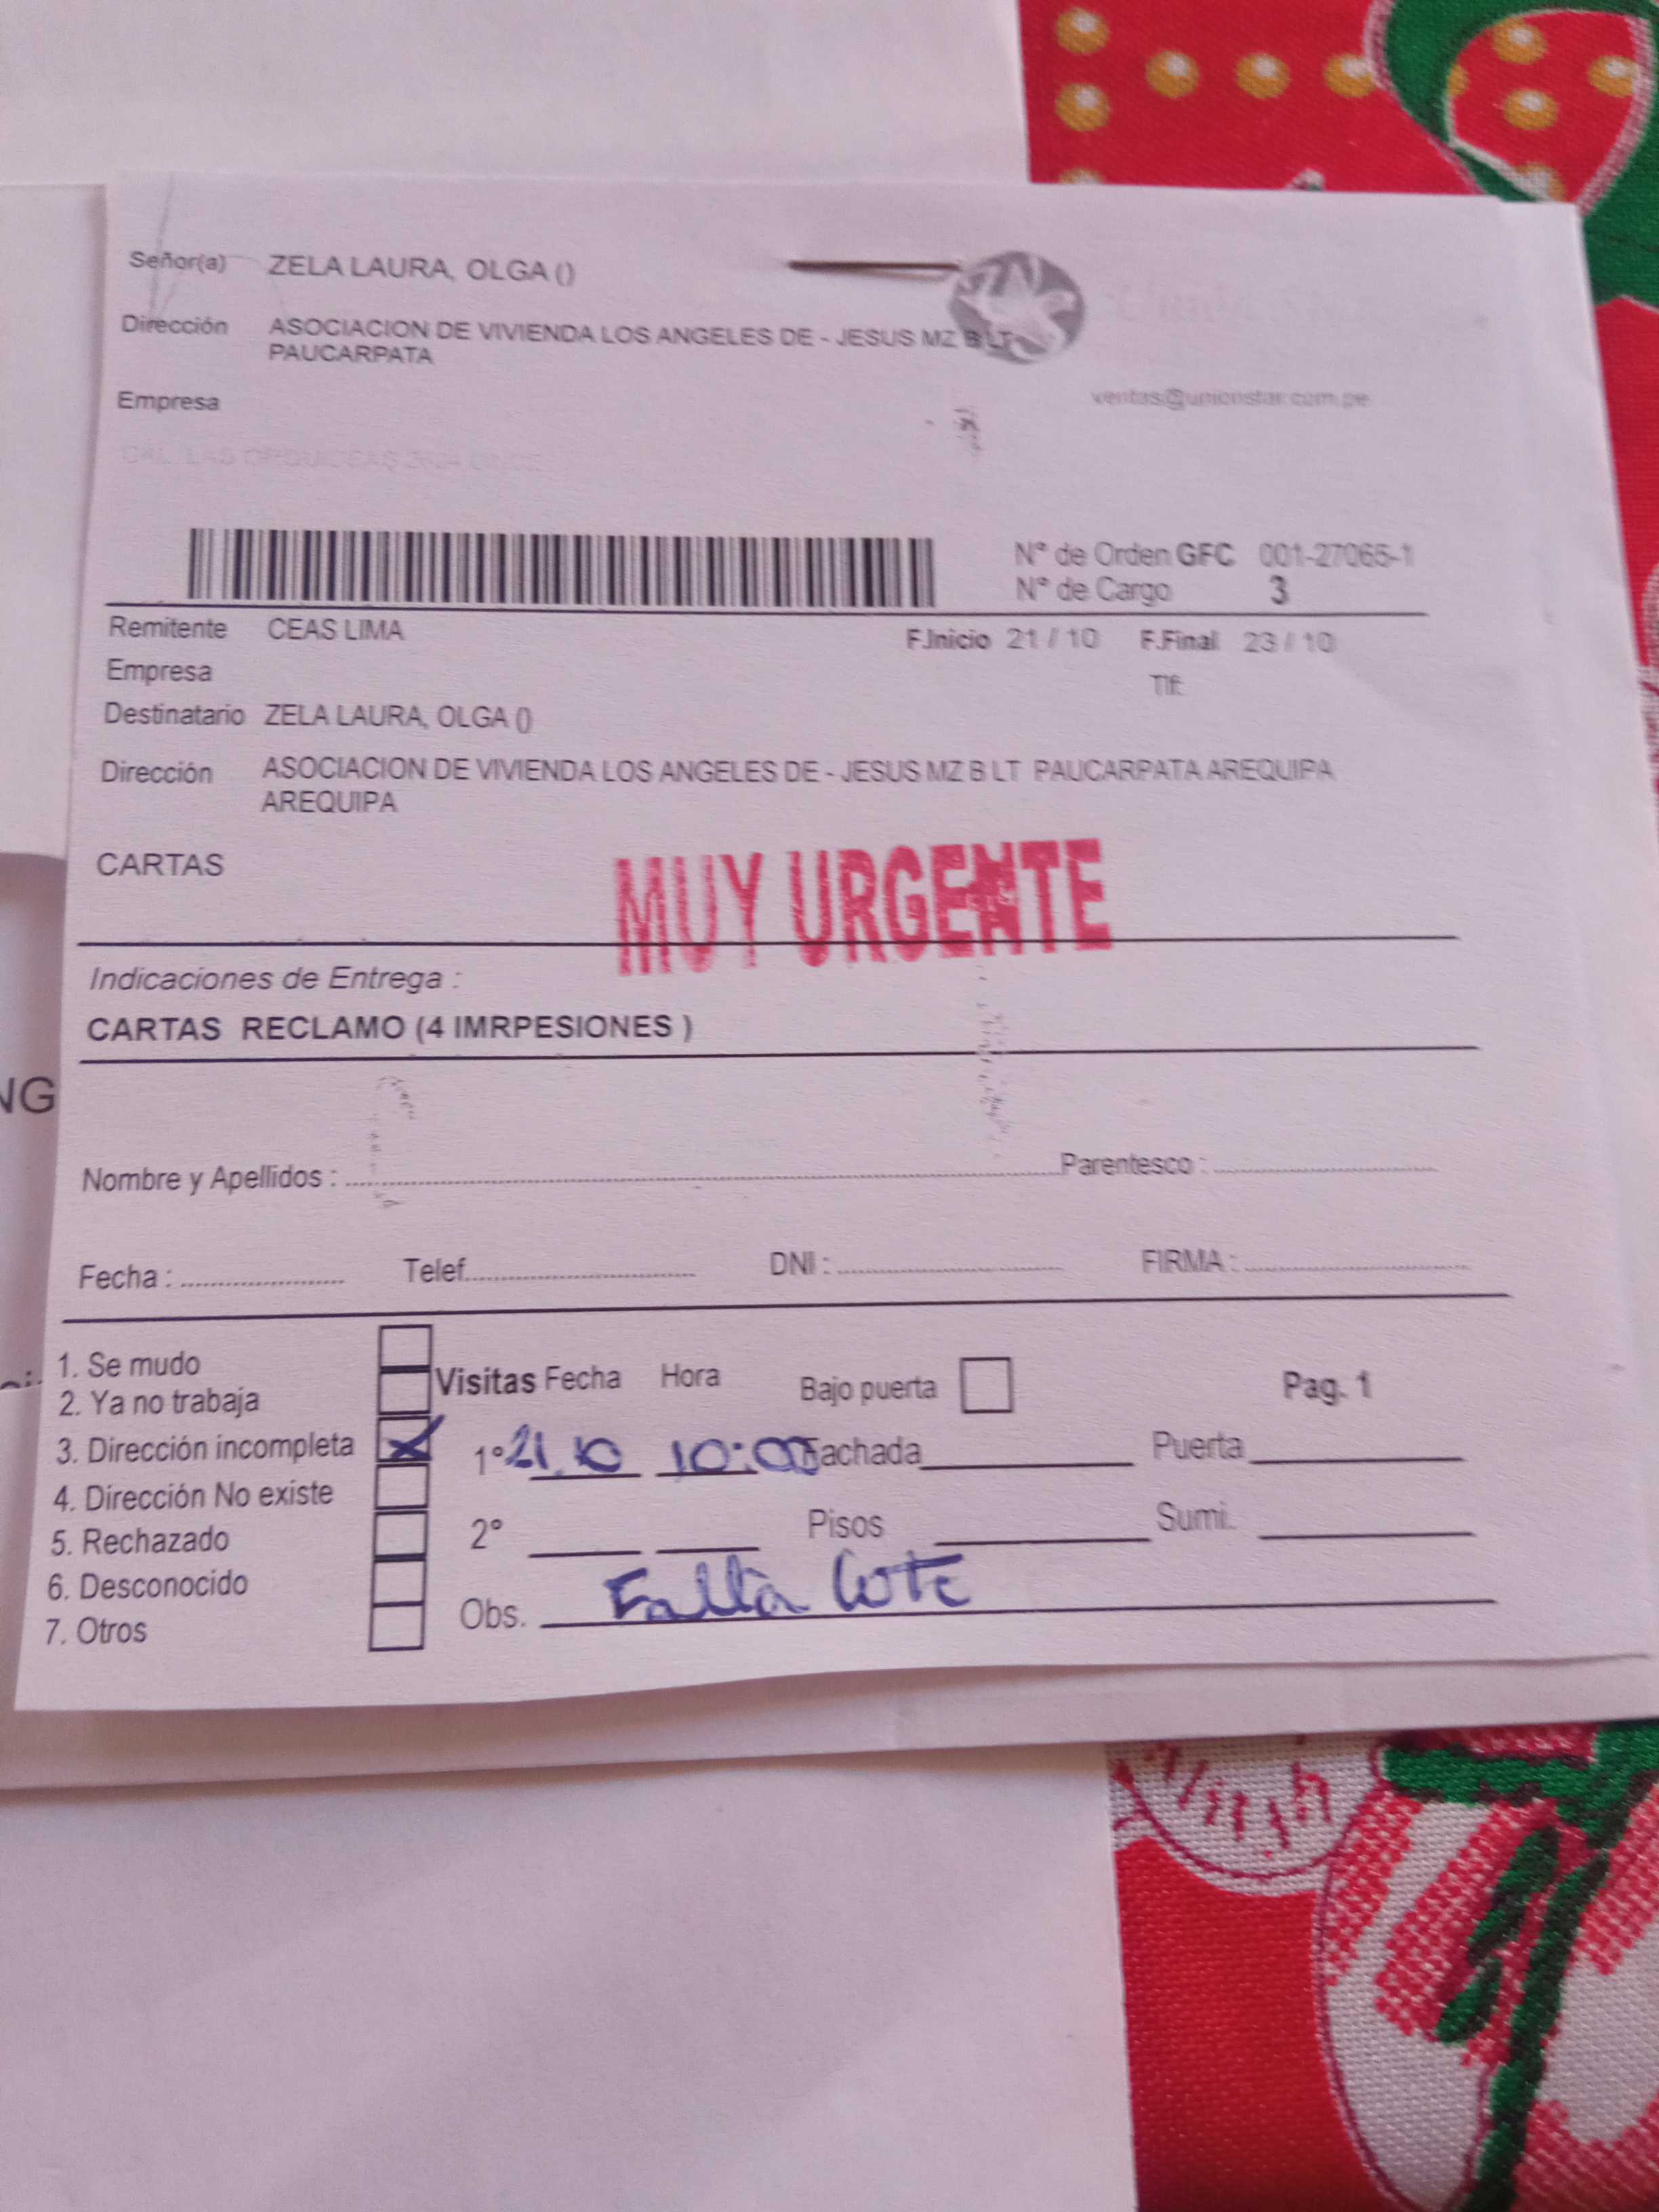 Señor(a) ZELA LAURA, OLGA ()
Dirección ASOCIACION DE VIVIENDA LOS ANGELES DE - JESUS MZ B LT
PAUCARPATA
Empresa
ventas@unionstar.com.pe
CAL. LAS ORQUIDEAS
N° de Orden GFC 001-27065-1
N° de Cargo 3
Remitente CEAS LIMA
F.Inicio 21 / 10 F.Final 23 / 10
Empresa
Tlf:
Destinatario ZELA LAURA, OLGA ()
Dirección ASOCIACION DE VIVIENDA LOS ANGELES DE - JESUS MZ B LT PAUCARPATA AREQUIPA
AREQUIPA
CARTAS
MUY URGENTE
Indicaciones de Entrega :
CARTAS RECLAMO (4 IMRPESIONES )
NG
Nombre y Apellidos : Parentesco :
Fecha : Telef. DNI : FIRMA :
1. Se mudo
2. Ya no trabaja
3. Dirección incompleta X
4. Dirección No existe
5. Rechazado
6. Desconocido
7. Otros
Visitas Fecha Hora Bajo puerta Pag. 1
1° 21.10 10:00 Fachada Puerta
2° Pisos Sumi.
Obs. Falta Lote